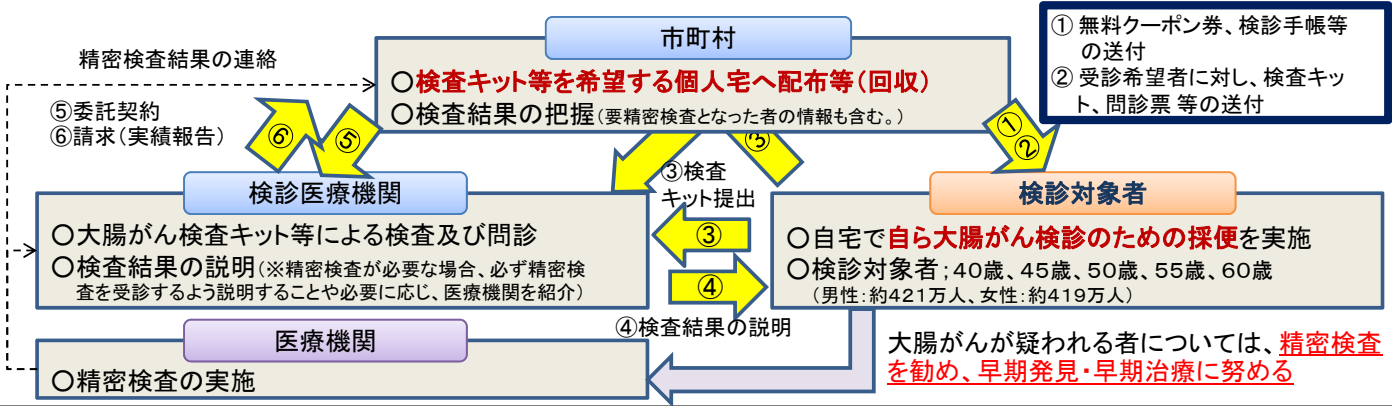 市町村
○検査キット等を希望する個人宅へ配布等(回収)
○検査結果の把握(要精密検査となった者の情報も含む。)
① 無料クーポン券、検診手帳等
の送付
② 受診希望者に対し、検査キッ
ト、問診票 等の送付
精密検査結果の連絡
⑤委託契約
⑥請求(実績報告)
⑥
⑤
③
①
②
③検査
キット提出
検診医療機関
○大腸がん検査キット等による検査及び問診
○検査結果の説明(※精密検査が必要な場合、必ず精密検
査を受診するよう説明することや必要に応じ、医療機関を紹介)
③
④
④検査結果の説明
検診対象者
○自宅で自ら大腸がん検診のための採便を実施
○検診対象者;40歳、45歳、50歳、55歳、60歳
(男性:約421万人、女性:約419万人)
医療機関
○精密検査の実施
大腸がんが疑われる者については、精密検査
を勧め、早期発見・早期治療に努める